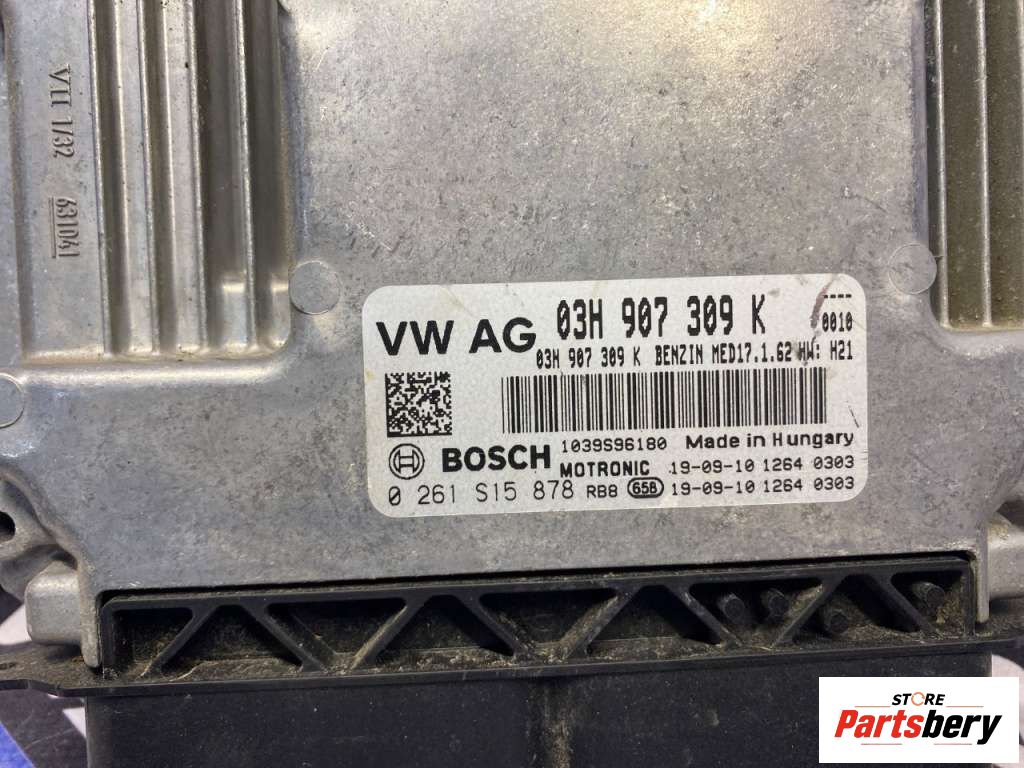 VII 1/32 631041
VW AG 03H 907 309 K ----
0010
03H 907 309 K BENZIN MED17.1.62 HW: H21
BOSCH 1039S96180 Made in Hungary
MOTRONIC 19-09-10 1264 0303
0 261 S15 878 RB8 658 19-09-10 1264 0303
STORE
Partsbery